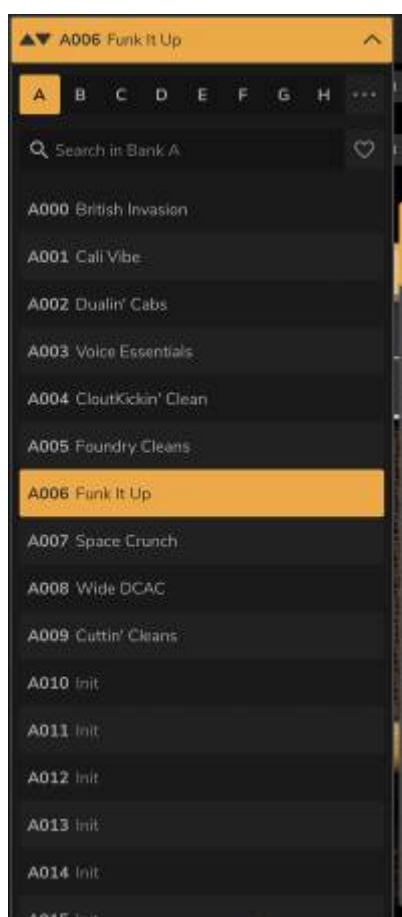 A006 Funk It Up
A B C D E F G H ...
Search in Bank A
A000 British Invasion
A001 Cali Vibe
A002 Dualin' Cabs
A003 Voice Essentials
A004 CloutKickin' Clean
A005 Foundry Cleans
A006 Funk It Up
A007 Space Crunch
A008 Wide DCAC
A009 Cuttin' Cleans
A010 Init
A011 Init
A012 Init
A013 Init
A014 Init
A015 Init